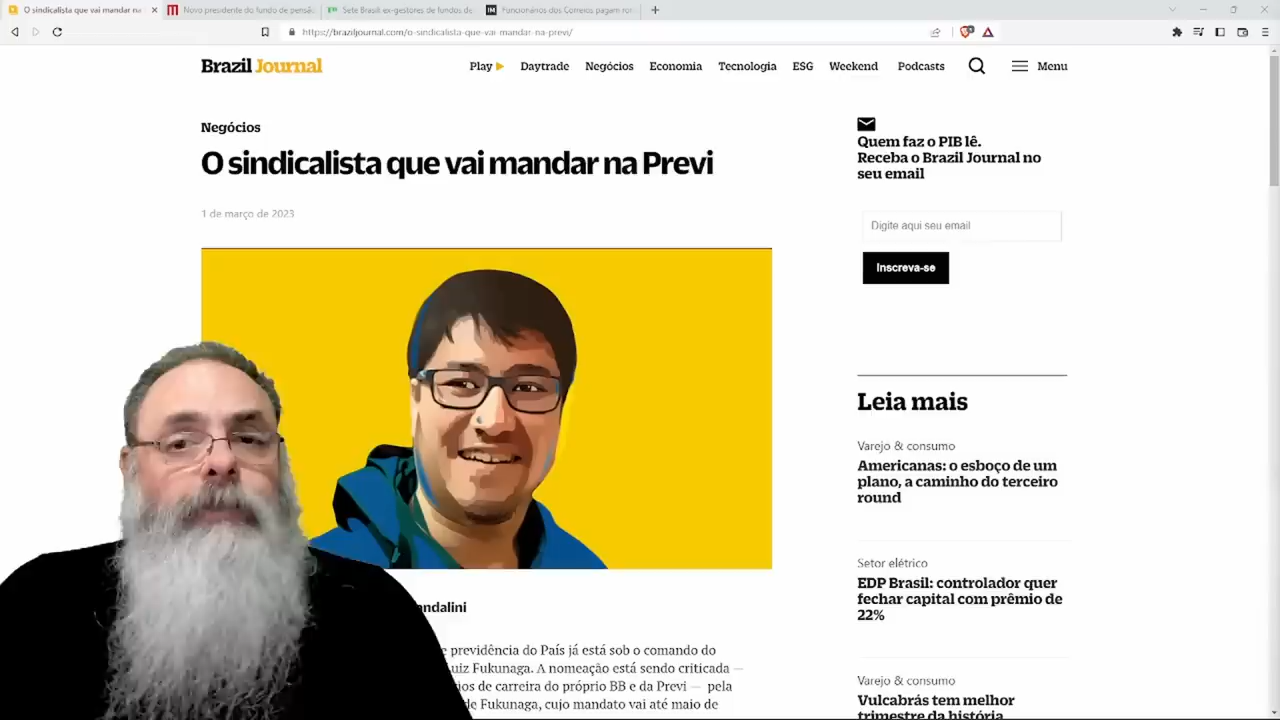 O sindicalista que vai mandar na
Novo presidente do fundo de pensã
Sete Brasil: ex-gestores de fundos de
Funcionários dos Correios pagam rom
https://braziljournal.com/o-sindicalista-que-vai-mandar-na-previ/
Brazil Journal
Play
Daytrade
Negócios
Economia
Tecnologia
ESG
Weekend
Podcasts
Menu
Negócios
O sindicalista que vai mandar na Previ
1 de março de 2023
ndalini
e previdência do País já está sob o comando do
uiz Fukunaga. A nomeação está sendo criticada —
ios de carreira do próprio BB e da Previ — pela
de Fukunaga, cujo mandato vai até maio de
Quem faz o PIB lê.
Receba o Brazil Journal no
seu email
Digite aqui seu email
Inscreva-se
Leia mais
Varejo & consumo
Americanas: o esboço de um
plano, a caminho do terceiro
round
Setor elétrico
EDP Brasil: controlador quer
fechar capital com prêmio de
22%
Varejo & consumo
Vulcabrás tem melhor
trimestre da história